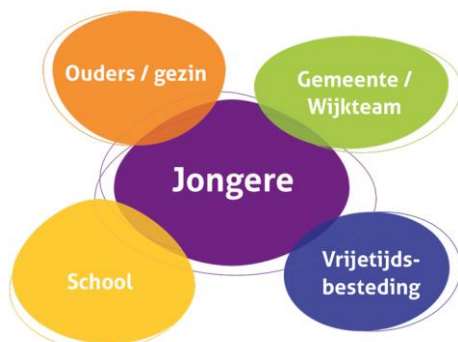 Ouders / gezin
Gemeente /
Wijkteam
Jongere
School
Vrijetijds-
besteding